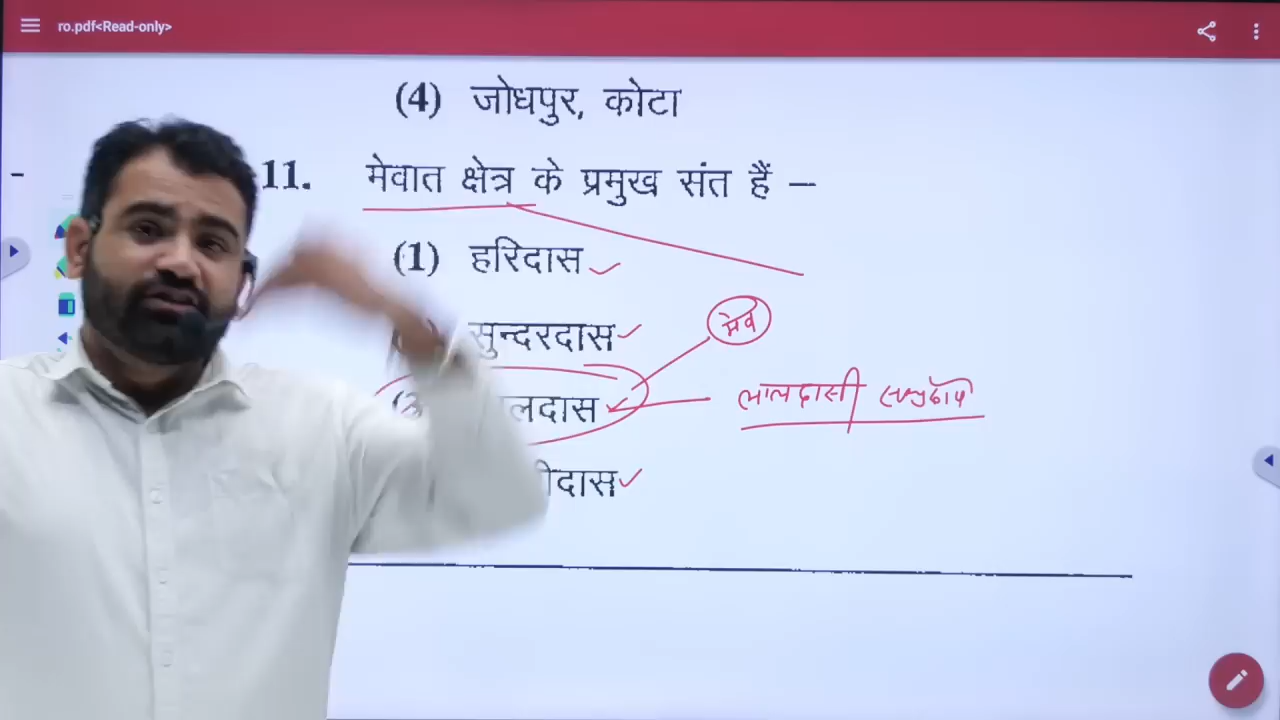 ro.pdf<Read-only>
(4) जोधपुर, कोटा
11. मेवात क्षेत्र के प्रमुख संत हैं –
(1) हरिदास
सुन्दरदास
मेव
लदास
लालदासी सम्प्रदाय
दास